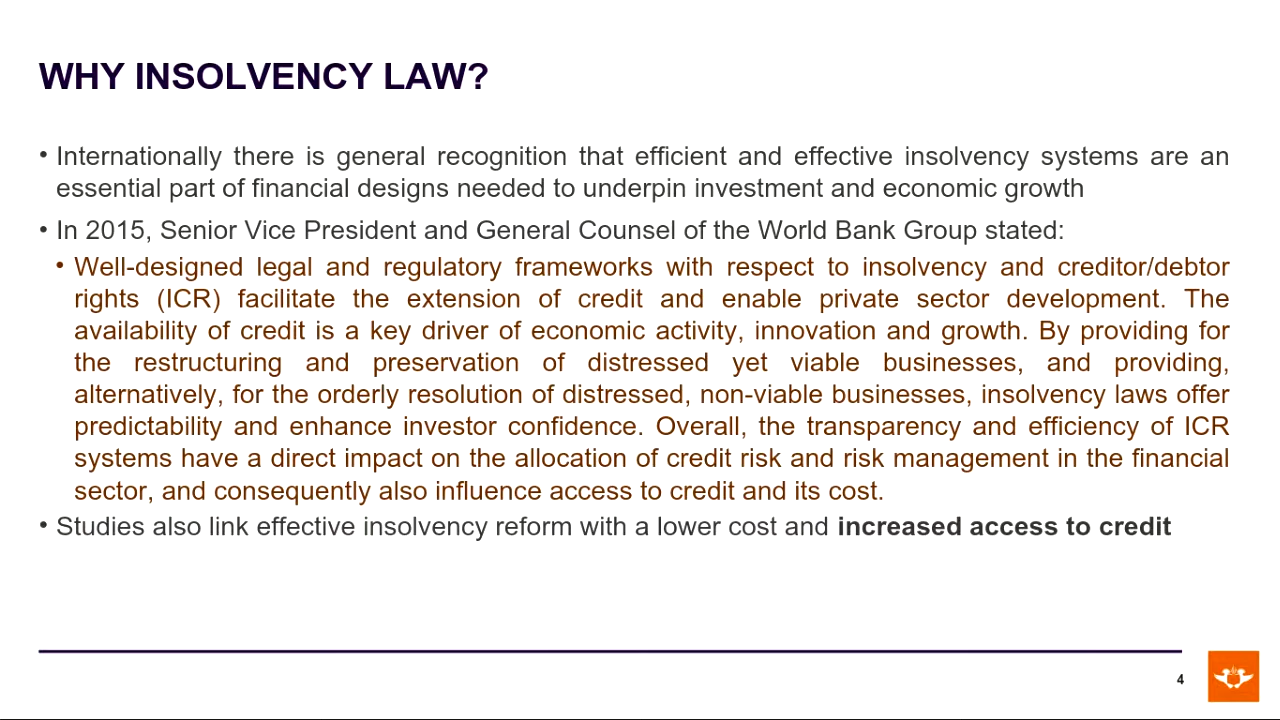 WHY INSOLVENCY LAW?
• Internationally there is general recognition that efficient and effective insolvency systems are an
essential part of financial designs needed to underpin investment and economic growth
• In 2015, Senior Vice President and General Counsel of the World Bank Group stated:
• Well-designed legal and regulatory frameworks with respect to insolvency and creditor/debtor
rights (ICR) facilitate the extension of credit and enable private sector development. The
availability of credit is a key driver of economic activity, innovation and growth. By providing for
the restructuring and preservation of distressed yet viable businesses, and providing,
alternatively, for the orderly resolution of distressed, non-viable businesses, insolvency laws offer
predictability and enhance investor confidence. Overall, the transparency and efficiency of ICR
systems have a direct impact on the allocation of credit risk and risk management in the financial
sector, and consequently also influence access to credit and its cost.
• Studies also link effective insolvency reform with a lower cost and increased access to credit
4